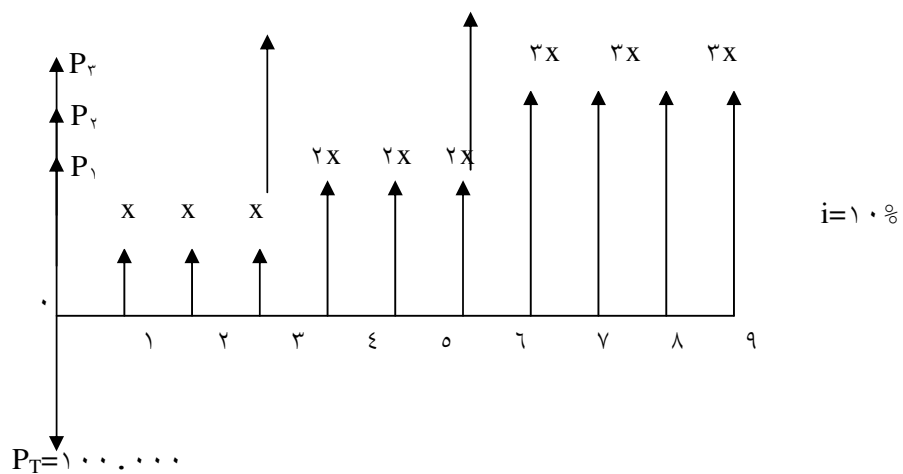 P٣
P٢
P١
x x x ٢x ٢x ٢x ٣x ٣x ٣x
i=١٠%
٠ ١ ٢ ٣ ٤ ٥ ٦ ٧ ٨ ٩
PT=١٠٠.٠٠٠